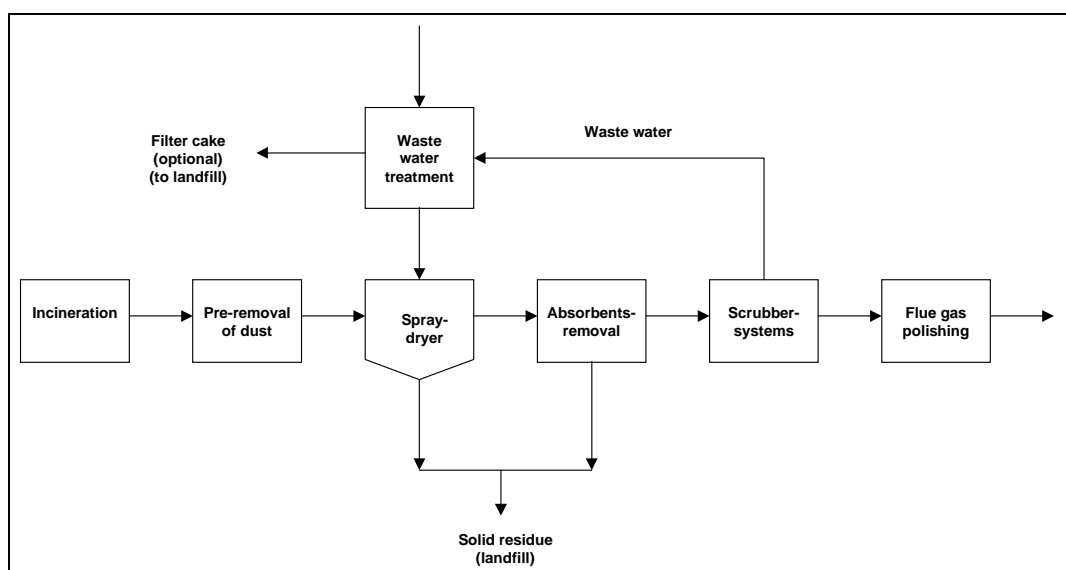 Filter cake
(optional)
(to landfill)
Waste
water
treatment
Waste water
Incineration
Pre-removal
of dust
Spray-
dryer
Absorbents-
removal
Scrubber-
systems
Flue gas
polishing
Solid residue
(landfill)